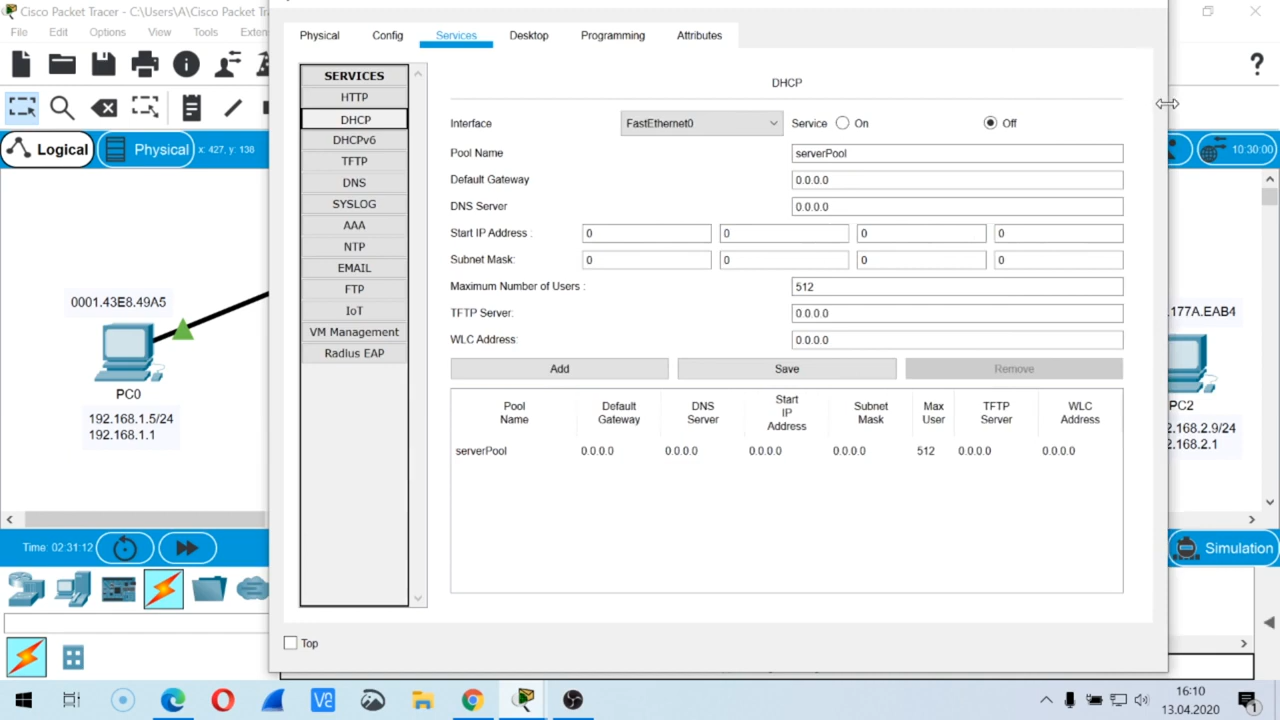 Cisco Packet Tracer - C:\Users\A\Cisco Packet Tra
File Edit Options View Tools Exten
Logical Physical x: 427, y: 138
10:30:00
Physical Config Services Desktop Programming Attributes
SERVICES
HTTP
DHCP
DHCPv6
TFTP
DNS
SYSLOG
AAA
NTP
EMAIL
FTP
IoT
VM Management
Radius EAP
DHCP
Interface FastEthernet0 Service On Off
Pool Name serverPool
Default Gateway 0.0.0.0
DNS Server 0.0.0.0
Start IP Address : 0 0 0 0
Subnet Mask: 0 0 0 0
Maximum Number of Users : 512
TFTP Server: 0.0.0.0
WLC Address: 0.0.0.0
Add Save Remove
Pool Name Default Gateway DNS Server Start IP Address Subnet Mask Max User TFTP Server WLC Address
serverPool 0.0.0.0 0.0.0.0 0.0.0.0 0.0.0.0 512 0.0.0.0 0.0.0.0
Top
0001.43E8.49A5
PC0
192.168.1.5/24
192.168.1.1
.177A.EAB4
PC2
2.168.2.9/24
2.168.2.1
Time: 02:31:12
Simulation
16:10
13.04.2020
1